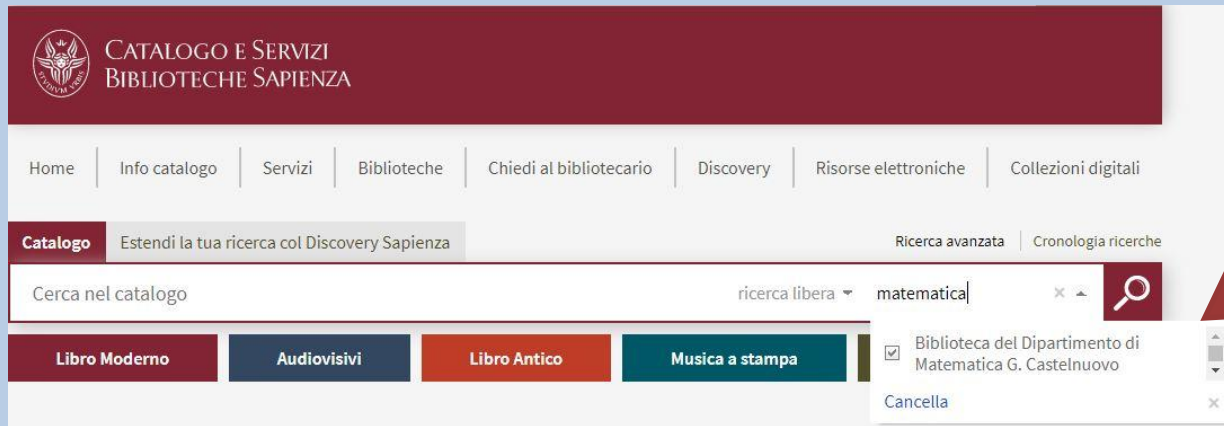 CATALOGO E SERVIZI
BIBLIOTECHE SAPIENZA
Home
Info catalogo
Servizi
Biblioteche
Chiedi al bibliotecario
Discovery
Risorse elettroniche
Collezioni digitali
Catalogo
Estendi la tua ricerca col Discovery Sapienza
Ricerca avanzata
Cronologia ricerche
Cerca nel catalogo
ricerca libera
matematica
Libro Moderno
Audiovisivi
Libro Antico
Musica a stampa
Biblioteca del Dipartimento di
Matematica G. Castelnuovo
Cancella